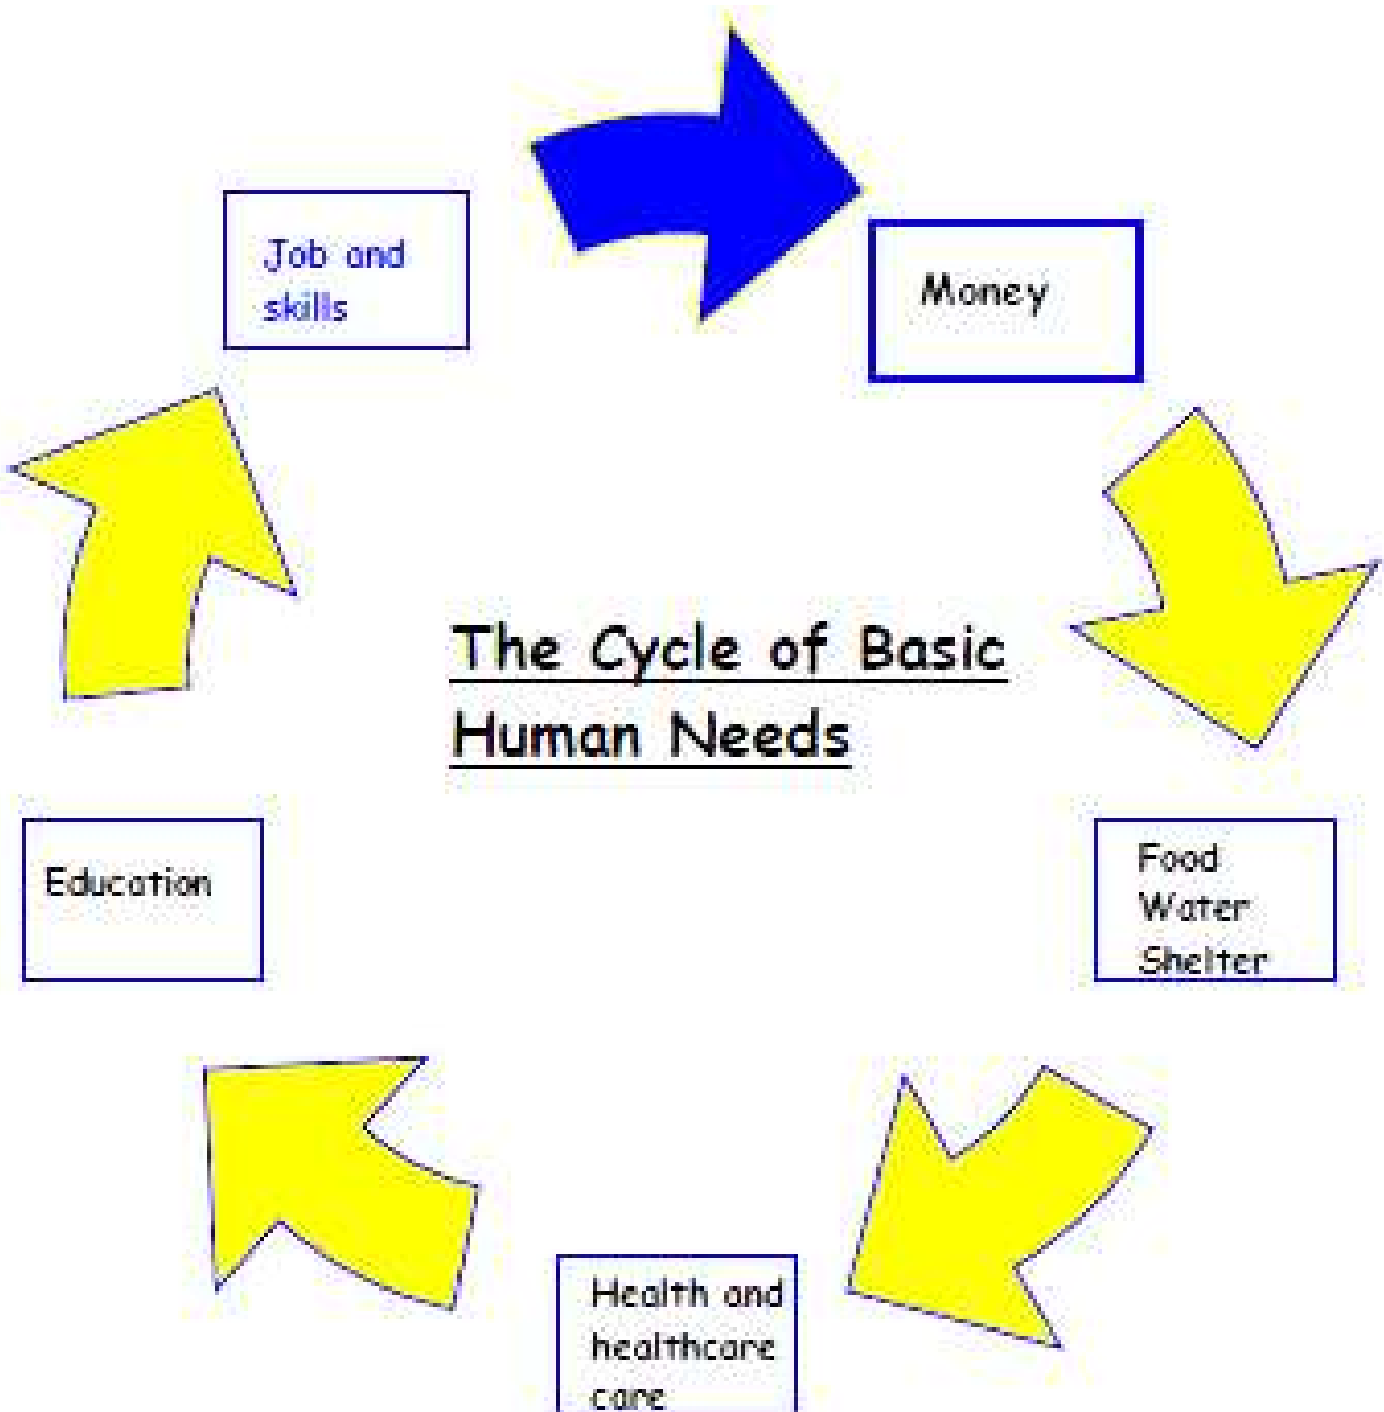 Job and
skills
Money
The Cycle of Basic
Human Needs
Education
Food
Water
Shelter
Health and
healthcare
care